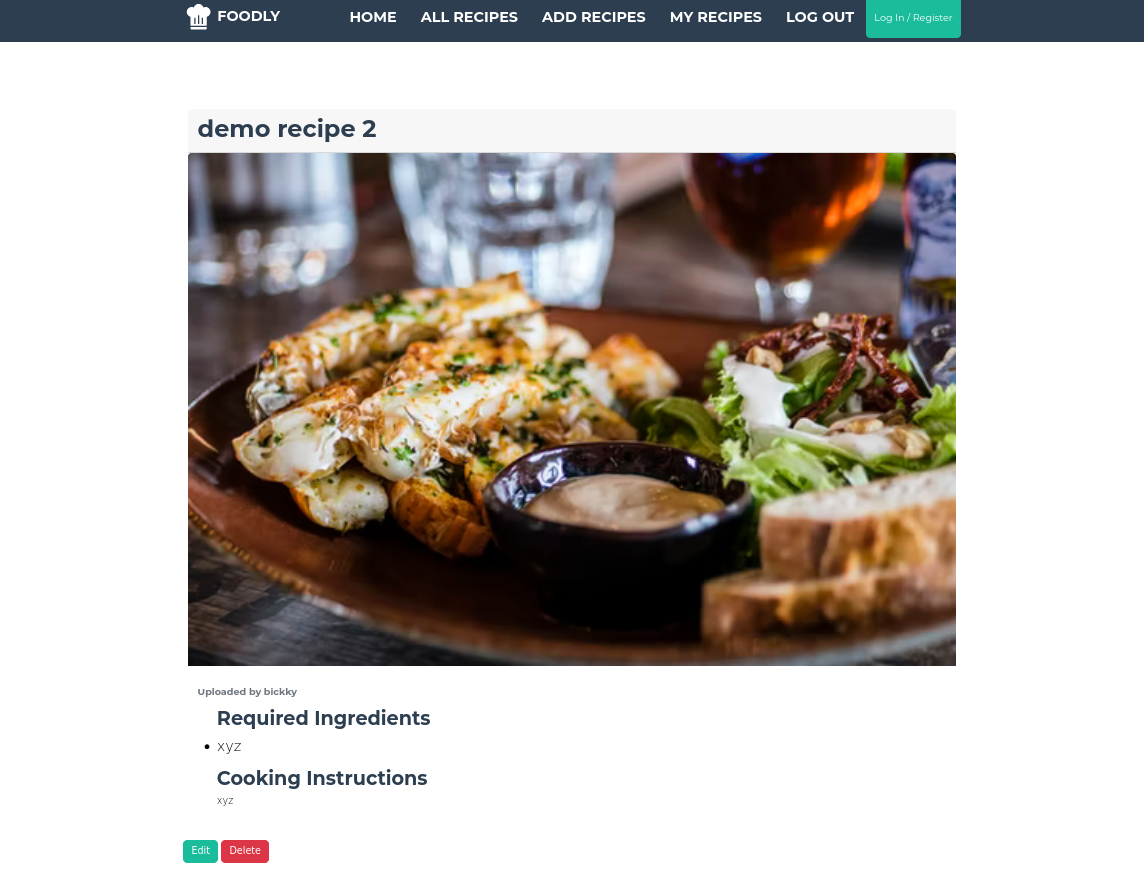 FOODLY
HOME ALL RECIPES ADD RECIPES MY RECIPES LOG OUT Log In / Register
demo recipe 2
Uploaded by bickky
Required Ingredients
xyz
Cooking Instructions
xyz
Edit Delete